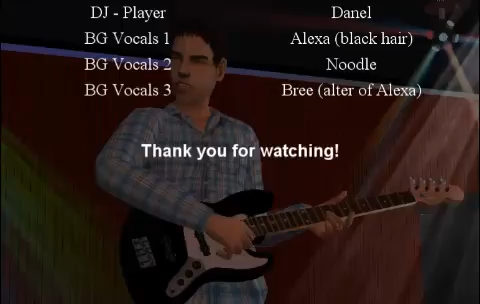 DJ - Player Danel
BG Vocals 1 Alexa (black hair)
BG Vocals 2 Noodle
BG Vocals 3 Bree (alter of Alexa)
Thank you for watching!